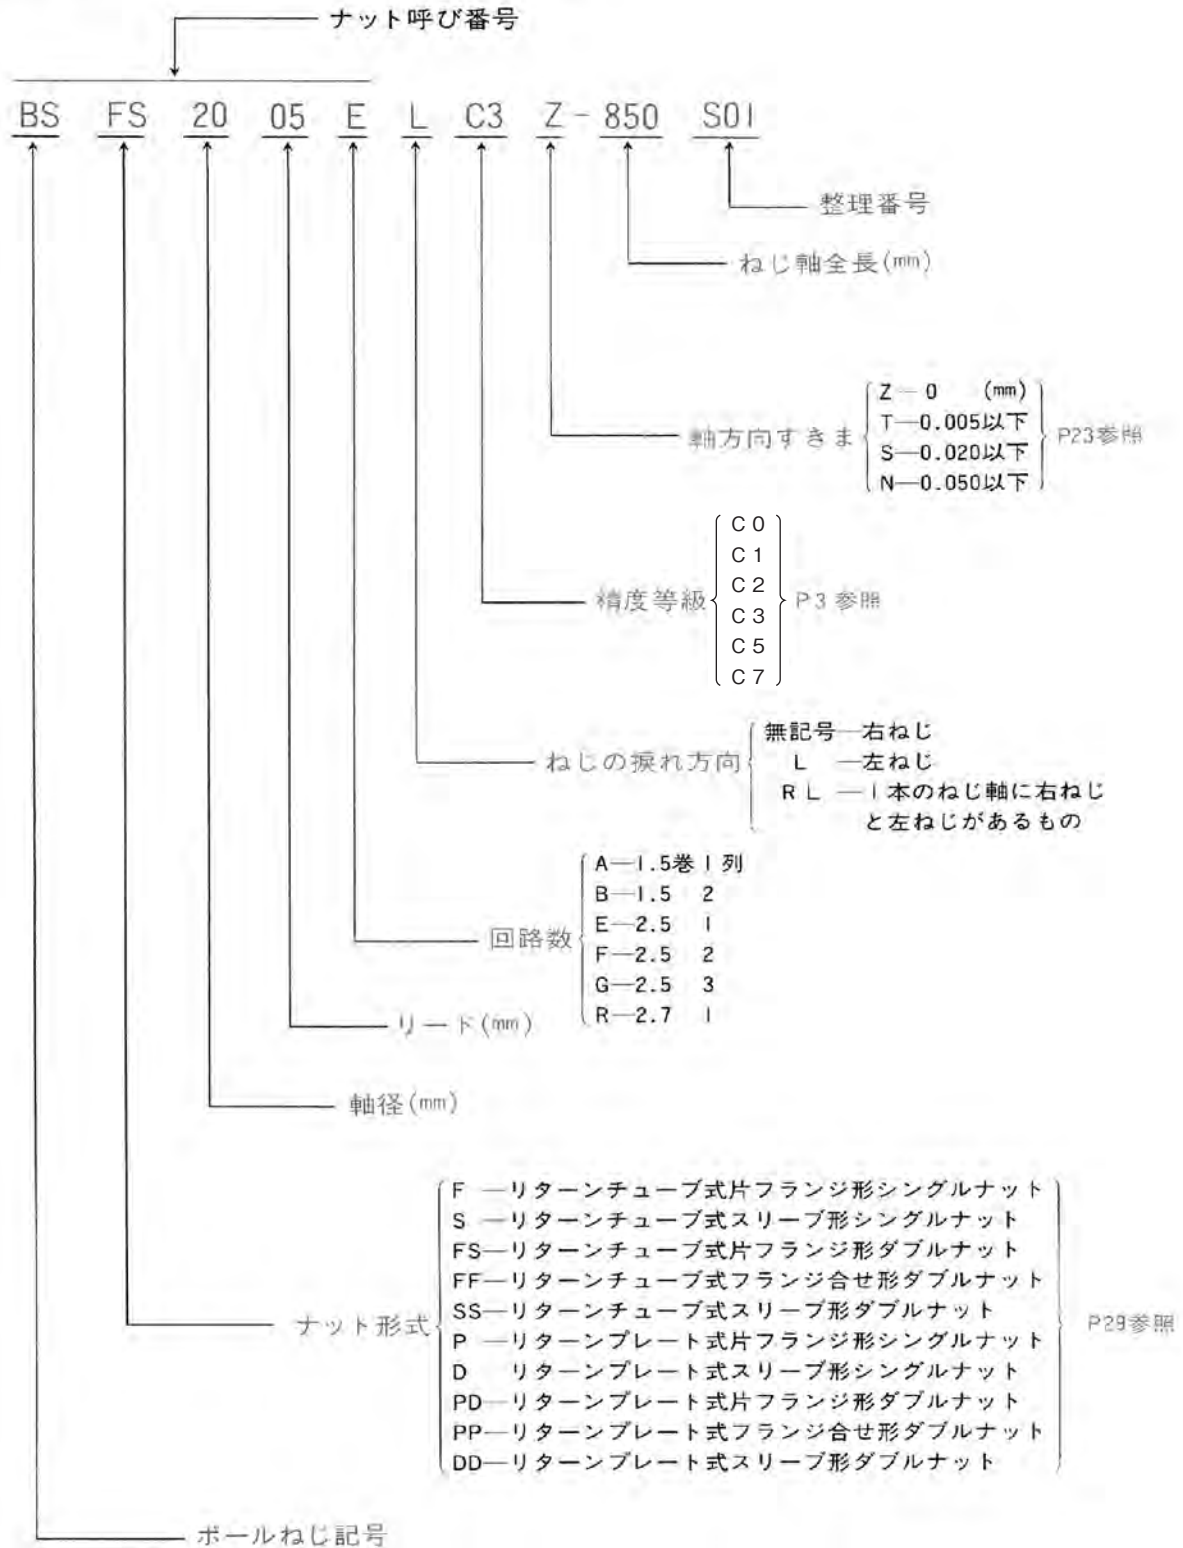 ナット呼び番号
BS FS 20 05 E L C3 Z-850 S01
整理番号
ねじ軸全長(mm)
軸方向すきま
Z—0 (mm)
T—0.005以下
S—0.020以下
N—0.050以下
P23参照
精度等級
C0
C1
C2
C3
C5
C7
P3参照
ねじの捩れ方向
無記号—右ねじ
L —左ねじ
RL —1本のねじ軸に右ねじ
と左ねじがあるもの
回路数
A—1.5巻1列
B—1.5 2
E—2.5 1
F—2.5 2
G—2.5 3
R—2.7 1
リード(mm)
軸径(mm)
ナット形式
F —リターンチューブ式片フランジ形シングルナット
S —リターンチューブ式スリーブ形シングルナット
FS—リターンチューブ式片フランジ形ダブルナット
FF—リターンチューブ式フランジ合せ形ダブルナット
SS—リターンチューブ式スリーブ形ダブルナット
P —リターンプレート式片フランジ形シングルナット
D リターンプレート式スリーブ形シングルナット
PD—リターンプレート式片フランジ形ダブルナット
PP—リターンプレート式フランジ合せ形ダブルナット
DD—リターンプレート式スリーブ形ダブルナット
P29参照
ボールねじ記号